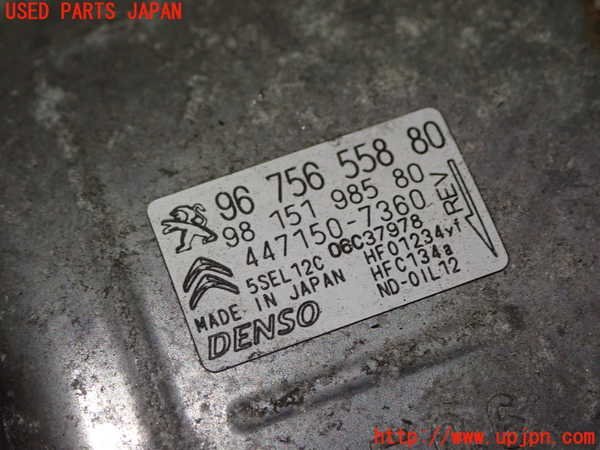 USED PARTS JAPAN
96 756 558 80
98 151 985 80
447150-7360
5SEL12C 06C37978
HFO1234yf
HFC134a
ND-OIL12
REV
MADE IN JAPAN
DENSO
http://www.upjpn.com/